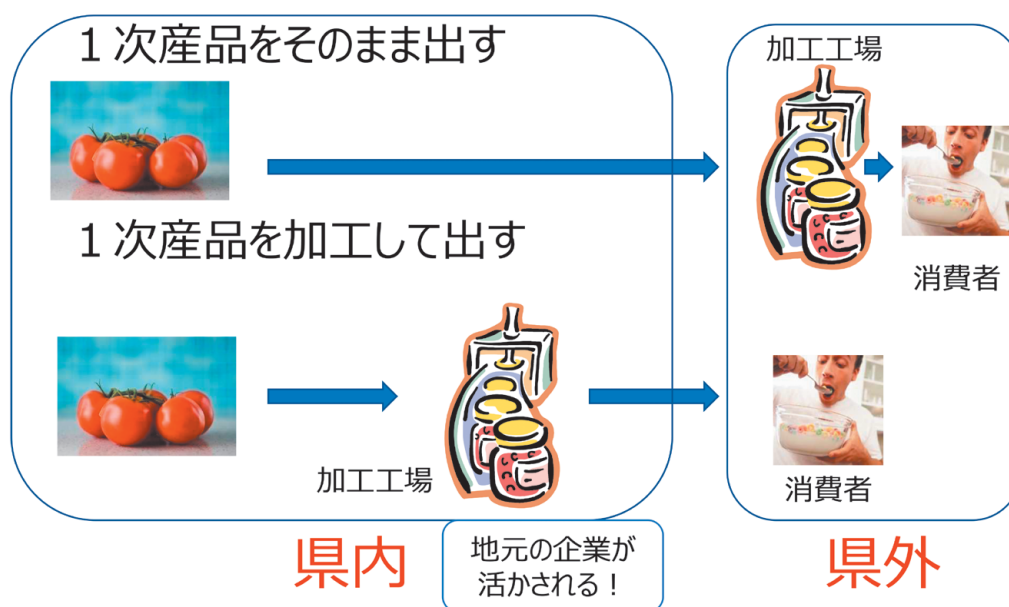 １次産品をそのまま出す
加工工場
消費者
１次産品を加工して出す
加工工場
消費者
県内
地元の企業が
活かされる！
県外